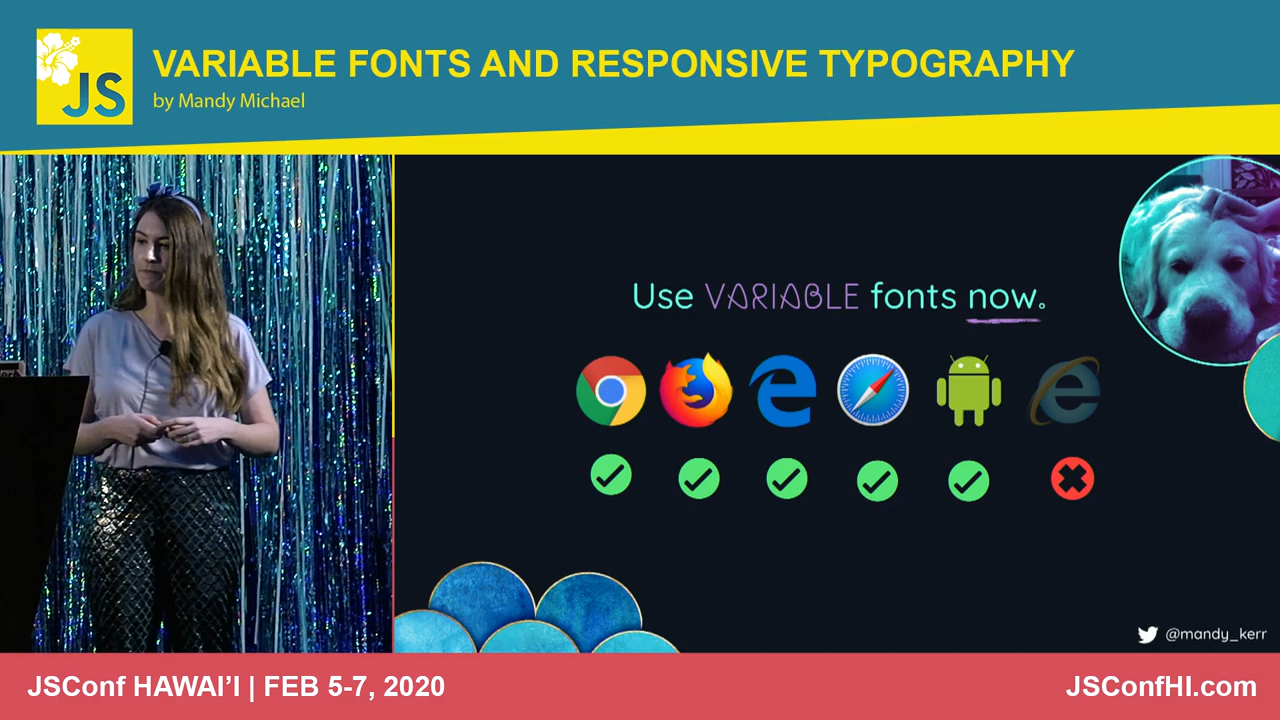 JS
VARIABLE FONTS AND RESPONSIVE TYPOGRAPHY
by Mandy Michael
Use VARIABLE fonts now.
@mandy_kerr
JSConf HAWAI’I | FEB 5-7, 2020
JSConfHI.com